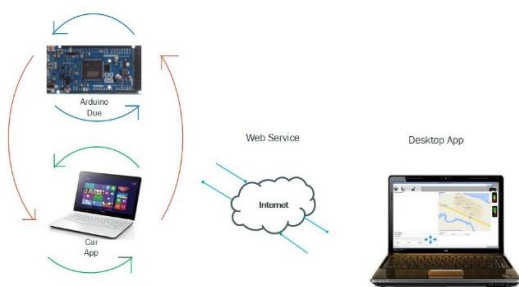 Arduino
Due
Web Service
Desktop App
Internet
Car
App